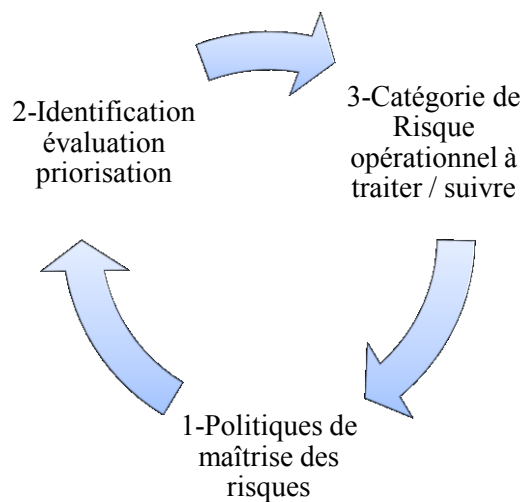 2-Identification
évaluation
priorisation
3-Catégorie de
Risque
opérationnel à
traiter / suivre
1-Politiques de
maîtrise des
risques